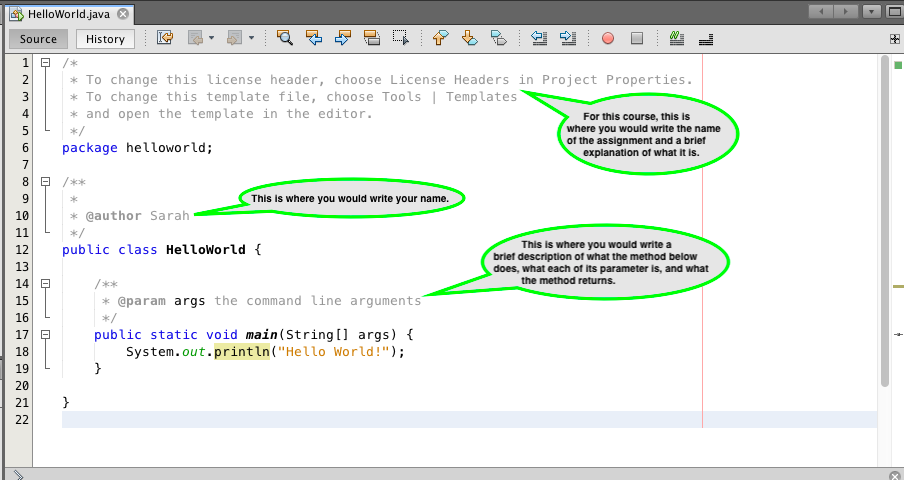 HelloWorld.java
Source History
1 /*
2 * To change this license header, choose License Headers in Project Properties.
3 * To change this template file, choose Tools | Templates
4 * and open the template in the editor.
5 */
6 package helloworld;
7
8 /**
9 *
10 * @author Sarah
11 */
12 public class HelloWorld {
13
14 /**
15 * @param args the command line arguments
16 */
17 public static void main(String[] args) {
18 System.out.println("Hello World!");
19 }
20
21 }
22
For this course, this is
where you would write the name
of the assignment and a brief
explanation of what it is.
This is where you would write your name.
This is where you would write a
brief description of what the method below
does, what each of its parameter is, and what
the method returns.